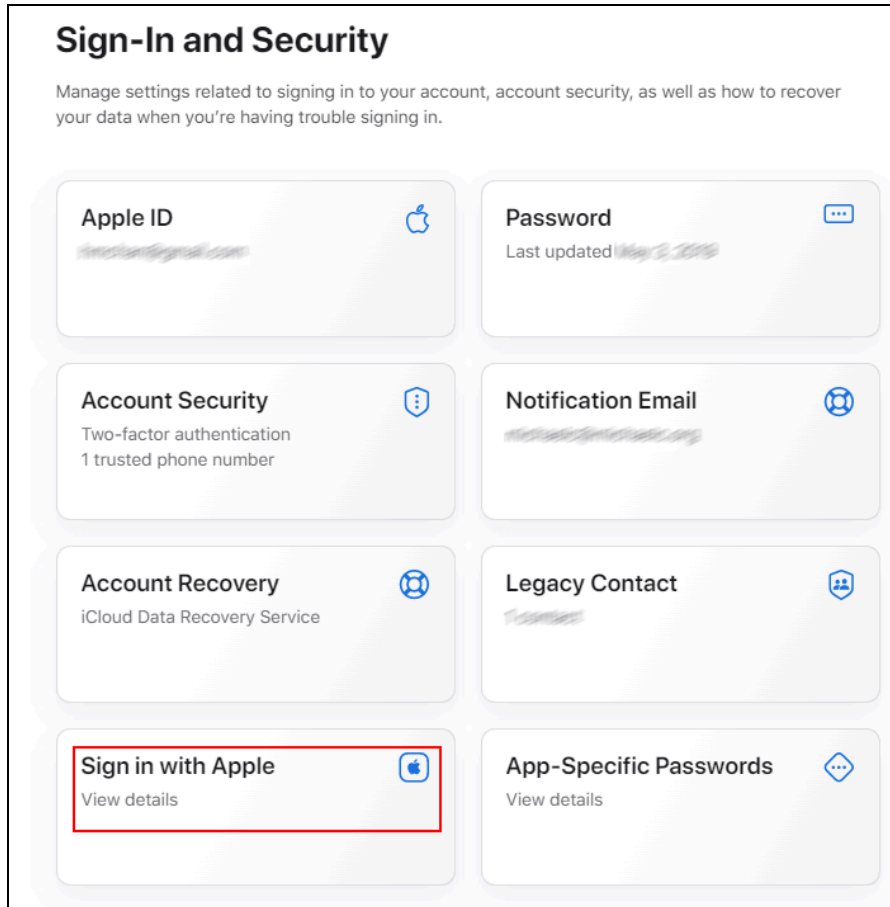 Sign-In and Security
Manage settings related to signing in to your account, account security, as well as how to recover
your data when you’re having trouble signing in.
Apple ID
Password
Last updated
Account Security
Two-factor authentication
1 trusted phone number
Notification Email
Account Recovery
iCloud Data Recovery Service
Legacy Contact
Sign in with Apple
View details
App-Specific Passwords
View details